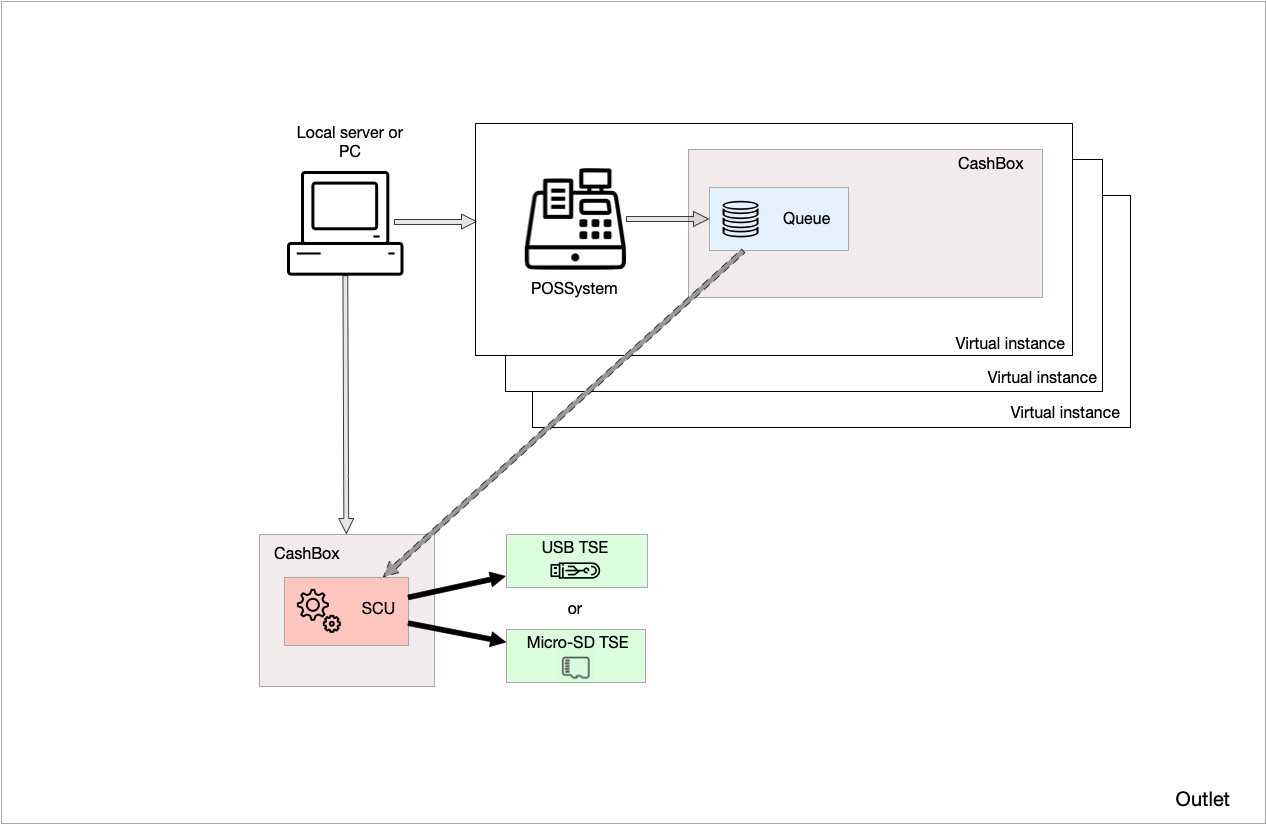 Local server or
PC
CashBox
Queue
POSSystem
Virtual instance
Virtual instance
Virtual instance
CashBox
SCU
USB TSE
or
Micro-SD TSE
Outlet